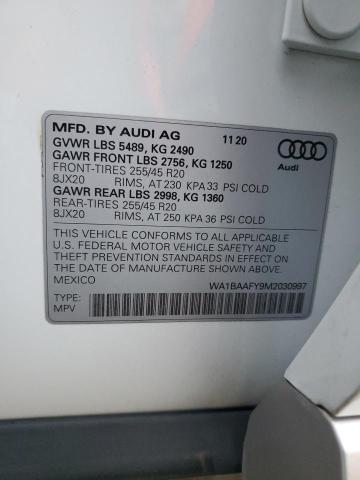 MFD. BY AUDI AG 11 20
GVWR LBS 5489, KG 2490
GAWR FRONT LBS 2756, KG 1250
FRONT-TIRES 255/45 R20
8JX20 RIMS, AT 230 KPA 33 PSI COLD
GAWR REAR LBS 2998, KG 1360
REAR-TIRES 255/45 R20
8JX20 RIMS, AT 250 KPA 36 PSI COLD
Audi
THIS VEHICLE CONFORMS TO ALL APPLICABLE
U.S. FEDERAL MOTOR VEHICLE SAFETY AND
THEFT PREVENTION STANDARDS IN EFFECT ON THE
DATE OF MANUFACTURE SHOWN ABOVE.
MEXICO
WA1BAAFY9M2030997
TYPE:
MPV